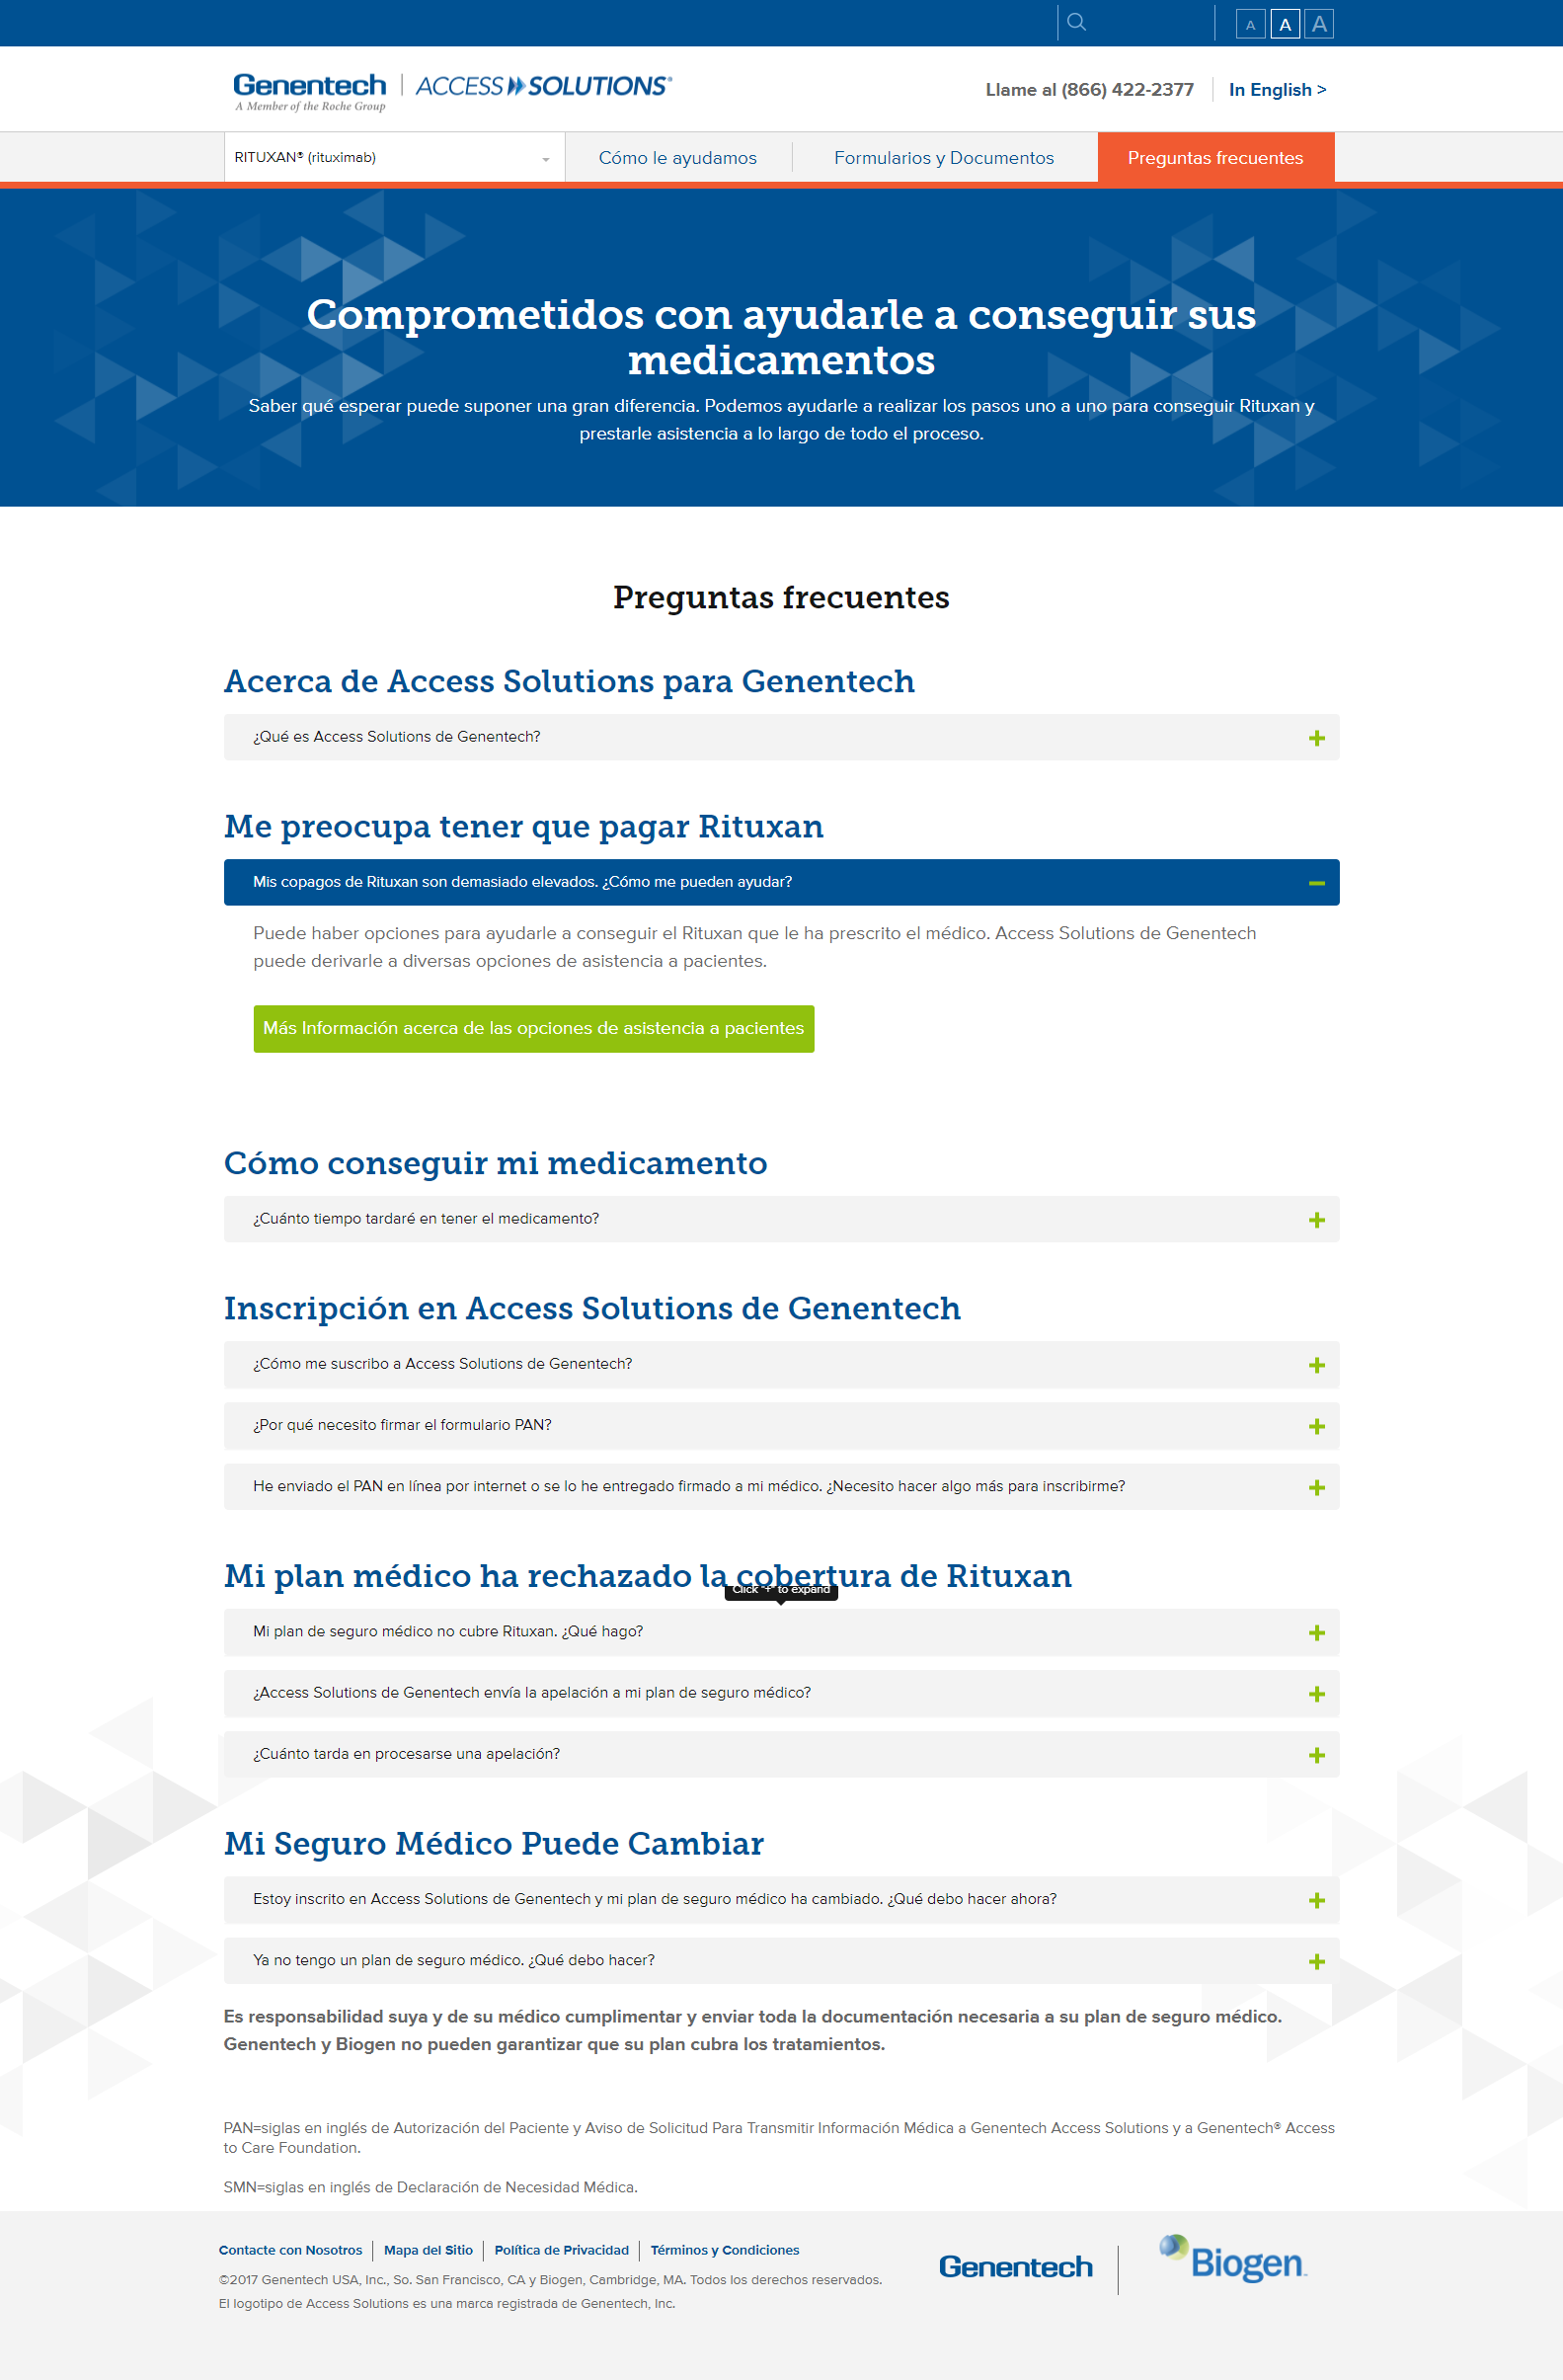 A A A
Genentech
A Member of the Roche Group
ACCESS SOLUTIONS®
Llame al (866) 422-2377
In English >
RITUXAN® (rituximab)
Cómo le ayudamos
Formularios y Documentos
Preguntas frecuentes
Comprometidos con ayudarle a conseguir sus
medicamentos
Saber qué esperar puede suponer una gran diferencia. Podemos ayudarle a realizar los pasos uno a uno para conseguir Rituxan y
prestarle asistencia a lo largo de todo el proceso.
Preguntas frecuentes
Acerca de Access Solutions para Genentech
¿Qué es Access Solutions de Genentech?
Me preocupa tener que pagar Rituxan
Mis copagos de Rituxan son demasiado elevados. ¿Cómo me pueden ayudar?
Puede haber opciones para ayudarle a conseguir el Rituxan que le ha prescrito el médico. Access Solutions de Genentech
puede derivarle a diversas opciones de asistencia a pacientes.
Más Información acerca de las opciones de asistencia a pacientes
Cómo conseguir mi medicamento
¿Cuánto tiempo tardaré en tener el medicamento?
Inscripción en Access Solutions de Genentech
¿Cómo me suscribo a Access Solutions de Genentech?
¿Por qué necesito firmar el formulario PAN?
He enviado el PAN en línea por internet o se lo he entregado firmado a mi médico. ¿Necesito hacer algo más para inscribirme?
Mi plan médico ha rechazado la cobertura de Rituxan
Click "+" to expand
Mi plan de seguro médico no cubre Rituxan. ¿Qué hago?
¿Access Solutions de Genentech envía la apelación a mi plan de seguro médico?
¿Cuánto tarda en procesarse una apelación?
Mi Seguro Médico Puede Cambiar
Estoy inscrito en Access Solutions de Genentech y mi plan de seguro médico ha cambiado. ¿Qué debo hacer ahora?
Ya no tengo un plan de seguro médico. ¿Qué debo hacer?
Es responsabilidad suya y de su médico cumplimentar y enviar toda la documentación necesaria a su plan de seguro médico.
Genentech y Biogen no pueden garantizar que su plan cubra los tratamientos.
PAN=siglas en inglés de Autorización del Paciente y Aviso de Solicitud Para Transmitir Información Médica a Genentech Access Solutions y a Genentech® Access
to Care Foundation.
SMN=siglas en inglés de Declaración de Necesidad Médica.
Contacte con Nosotros
Mapa del Sitio
Política de Privacidad
Términos y Condiciones
©2017 Genentech USA, Inc., So. San Francisco, CA y Biogen, Cambridge, MA. Todos los derechos reservados.
El logotipo de Access Solutions es una marca registrada de Genentech, Inc.
Genentech
Biogen